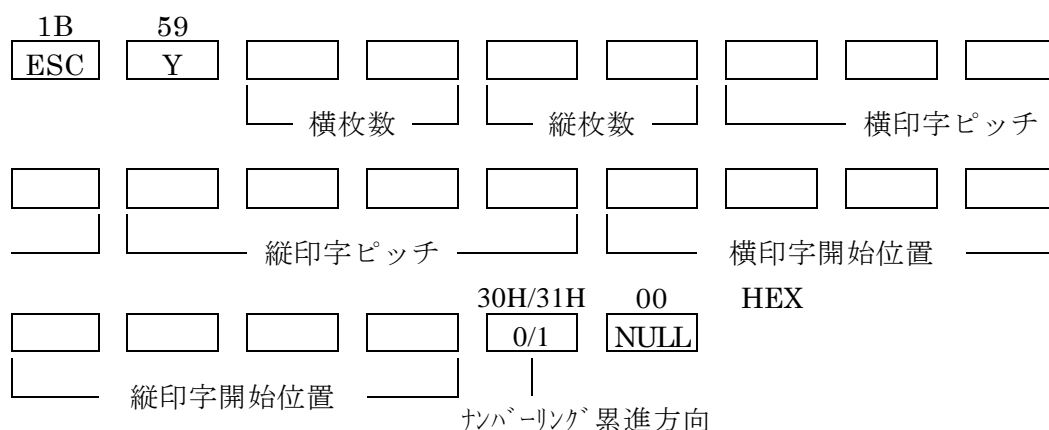 1B 59
ESC Y
横枚数 縦枚数 横印字ピッチ
縦印字ピッチ 横印字開始位置
30H/31H 00 HEX
0/1 NULL
縦印字開始位置
ﾅﾝﾊﾞｰﾘﾝｸﾞ累進方向